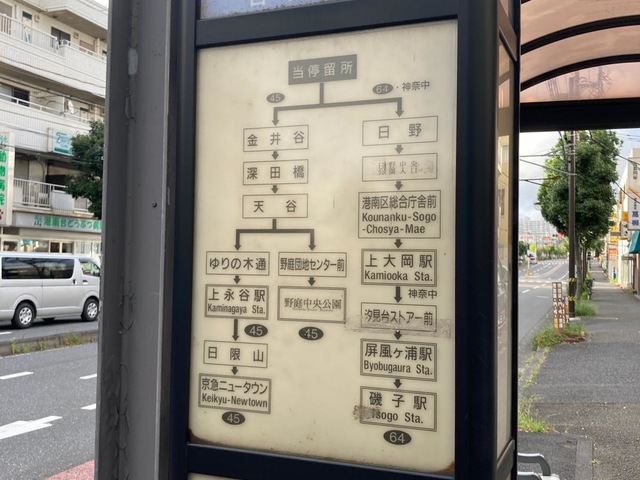 当停留所
45
64
・神奈中
金井谷
深田橋
天谷
ゆりの木通
野庭団地センター前
上永谷駅
Kaminagaya Sta.
野庭中央公園
45
45
日限山
京急ニュータウン
Keikyu-Newtown
45
日野
港南区総合庁舎前
Kounanku-Sogo
-Chosya-Mae
上大岡駅
Kamiooka Sta.
神奈中
汐見台ストアー前
屏風ヶ浦駅
Byobugaura Sta.
磯子駅
Isogo Sta.
64